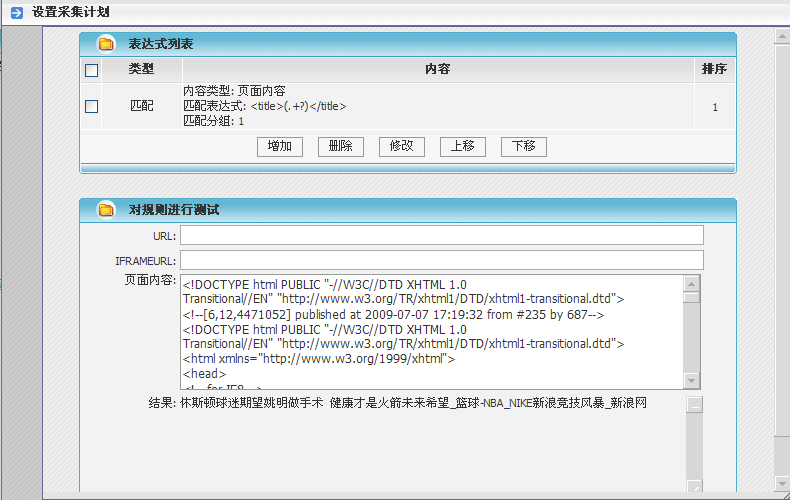 设置采集计划
表达式列表
类型 内容 排序
匹配 内容类型: 页面内容
匹配表达式: <title>(.+?)</title>
匹配分组: 1
1
增加 删除 修改 上移 下移
对规则进行测试
URL:
IFRAMEURL:
页面内容: <!DOCTYPE html PUBLIC "-//W3C//DTD XHTML 1.0
Transitional//EN" "http://www.w3.org/TR/xhtml1/DTD/xhtml1-transitional.dtd">
<!--[6,12,4471052] published at 2009-07-07 17:19:32 from #235 by 687-->
<!DOCTYPE html PUBLIC "-//W3C//DTD XHTML 1.0
Transitional//EN" "http://www.w3.org/TR/xhtml1/DTD/xhtml1-transitional.dtd">
<html xmlns="http://www.w3.org/1999/xhtml">
<head>
<!-- for IE8 -->
结果: 休斯顿球迷期望姚明做手术 健康才是火箭未来希望_篮球-NBA_NIKE新浪竞技风暴_新浪网